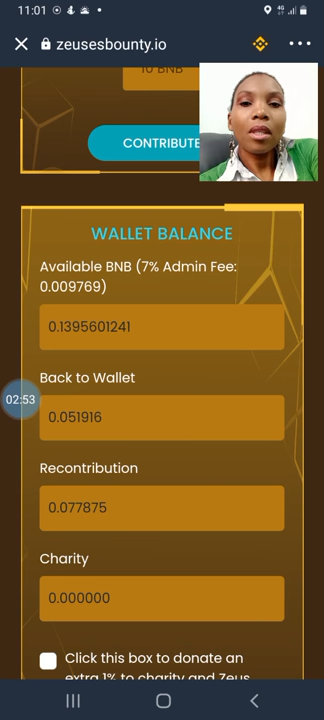 11:01
4G
zeusesbounty.io
10 BNB
CONTRIBUTE
WALLET BALANCE
Available BNB (7% Admin Fee:
0.009769)
0.1395601241
Back to Wallet
0.051916
02:53
Recontribution
0.077875
Charity
0.000000
Click this box to donate an
extra 1% to charity and Zeus